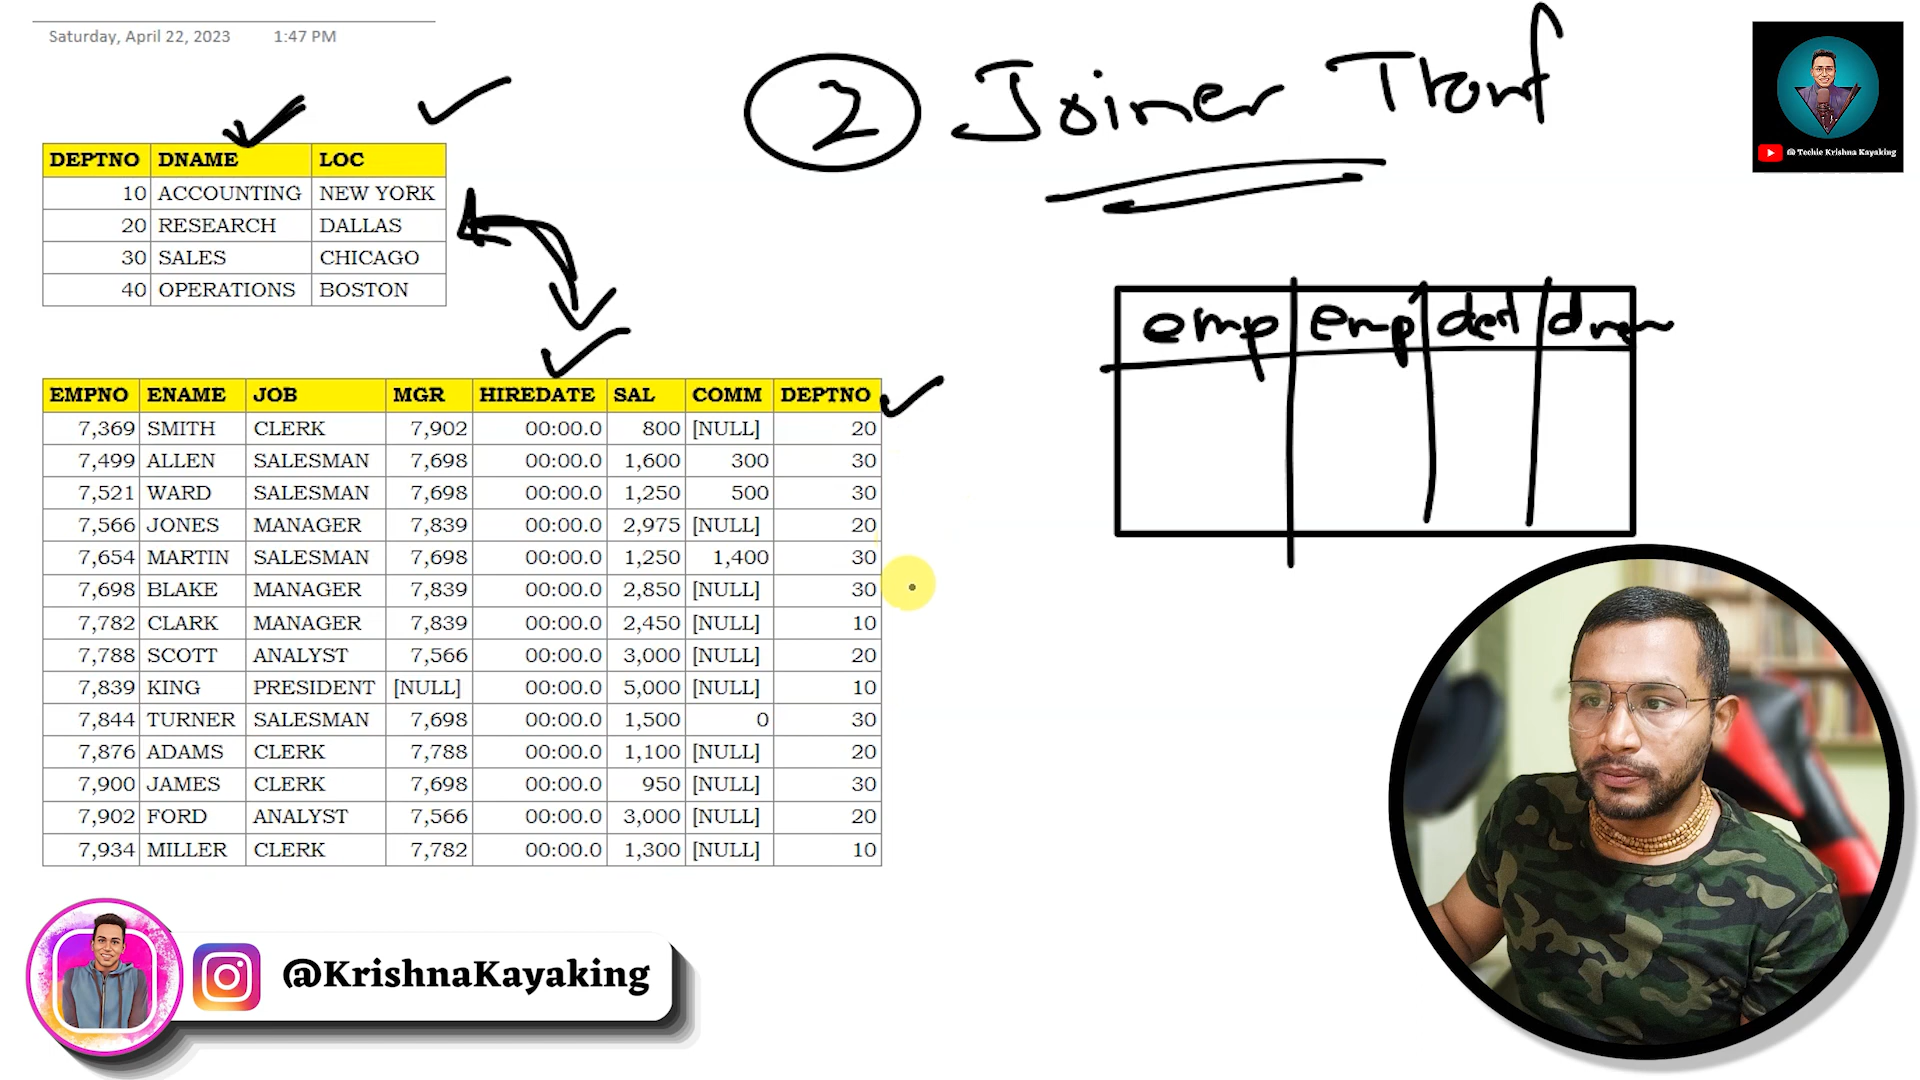 Saturday, April 22, 2023 1:47 PM
2 Joiner Tranf
@ Techie Krishna Kayaking
DEPTNO DNAME LOC
10 ACCOUNTING NEW YORK
20 RESEARCH DALLAS
30 SALES CHICAGO
40 OPERATIONS BOSTON
emp emp
EMPNO ENAME JOB MGR HIREDATE SAL COMM DEPTNO
7,369 SMITH CLERK 7,902 00:00.0 800 [NULL] 20
7,499 ALLEN SALESMAN 7,698 00:00.0 1,600 300 30
7,521 WARD SALESMAN 7,698 00:00.0 1,250 500 30
7,566 JONES MANAGER 7,839 00:00.0 2,975 [NULL] 20
7,654 MARTIN SALESMAN 7,698 00:00.0 1,250 1,400 30
7,698 BLAKE MANAGER 7,839 00:00.0 2,850 [NULL] 30
7,782 CLARK MANAGER 7,839 00:00.0 2,450 [NULL] 10
7,788 SCOTT ANALYST 7,566 00:00.0 3,000 [NULL] 20
7,839 KING PRESIDENT [NULL] 00:00.0 5,000 [NULL] 10
7,844 TURNER SALESMAN 7,698 00:00.0 1,500 0 30
7,876 ADAMS CLERK 7,788 00:00.0 1,100 [NULL] 20
7,900 JAMES CLERK 7,698 00:00.0 950 [NULL] 30
7,902 FORD ANALYST 7,566 00:00.0 3,000 [NULL] 20
7,934 MILLER CLERK 7,782 00:00.0 1,300 [NULL] 10
@KrishnaKayaking